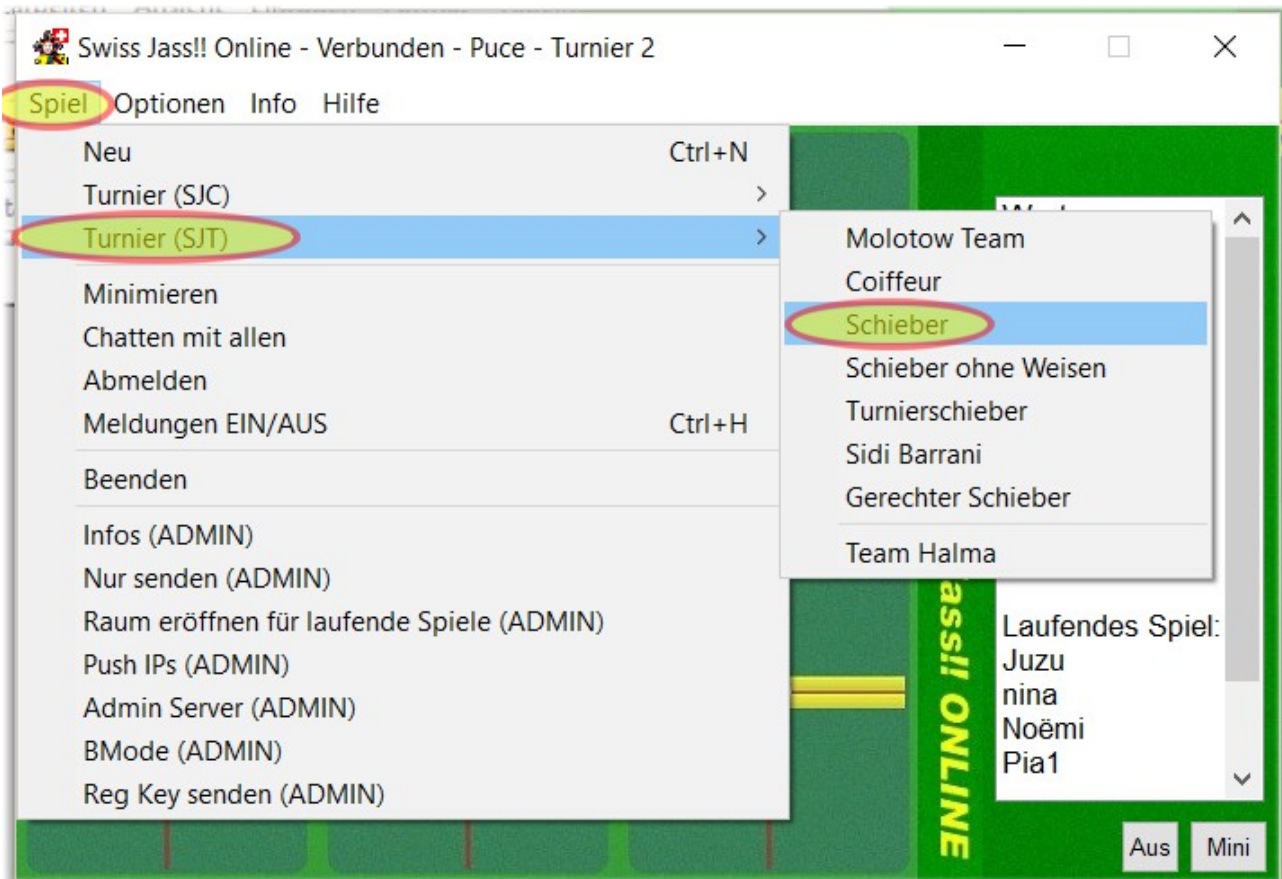 Swiss Jass!! Online - Verbunden - Puce - Turnier 2
Spiel Optionen Info Hilfe
Neu Ctrl+N
Turnier (SJC)
Turnier (SJT)
Minimieren
Chatten mit allen
Abmelden
Meldungen EIN/AUS Ctrl+H
Beenden
Infos (ADMIN)
Nur senden (ADMIN)
Raum eröffnen für laufende Spiele (ADMIN)
Push IPs (ADMIN)
Admin Server (ADMIN)
BMode (ADMIN)
Reg Key senden (ADMIN)
Molotow Team
Coiffeur
Schieber
Schieber ohne Weisen
Turnierschieber
Sidi Barrani
Gerechter Schieber
Team Halma
ass!! ONLINE
Laufendes Spiel:
Juzu
nina
Noëmi
Pia1
Aus Mini